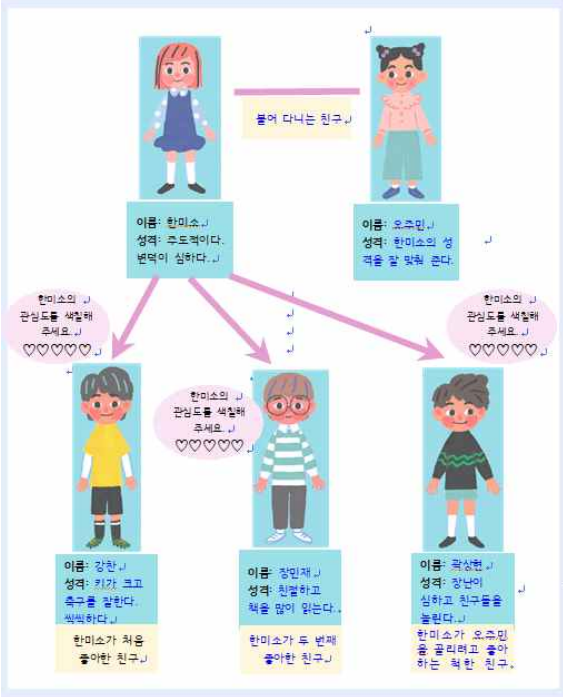 붙어 다니는 친구
이름: 한미소
성격: 주도적이다.
변덕이 심하다.
이름: 오주민
성격: 한미소의 성
격을 잘 맞춰 준다.
한미소의
관심도를 색칠해
주세요.
♡♡♡♡♡
한미소의
관심도를 색칠해
주세요.
♡♡♡♡♡
한미소의
관심도를 색칠해
주세요.
♡♡♡♡♡
이름: 강찬
성격: 키가 크고
축구를 잘한다.
씩씩하다.
한미소가 처음
좋아한 친구
이름: 장민재
성격: 친절하고
책을 많이 읽는다.
한미소가 두 번째
좋아한 친구
이름: 곽상현
성격: 장난이
심하고 친구들을
놀린다.
한미소가 오주민
을 골리려고 좋아
하는 척한 친구.